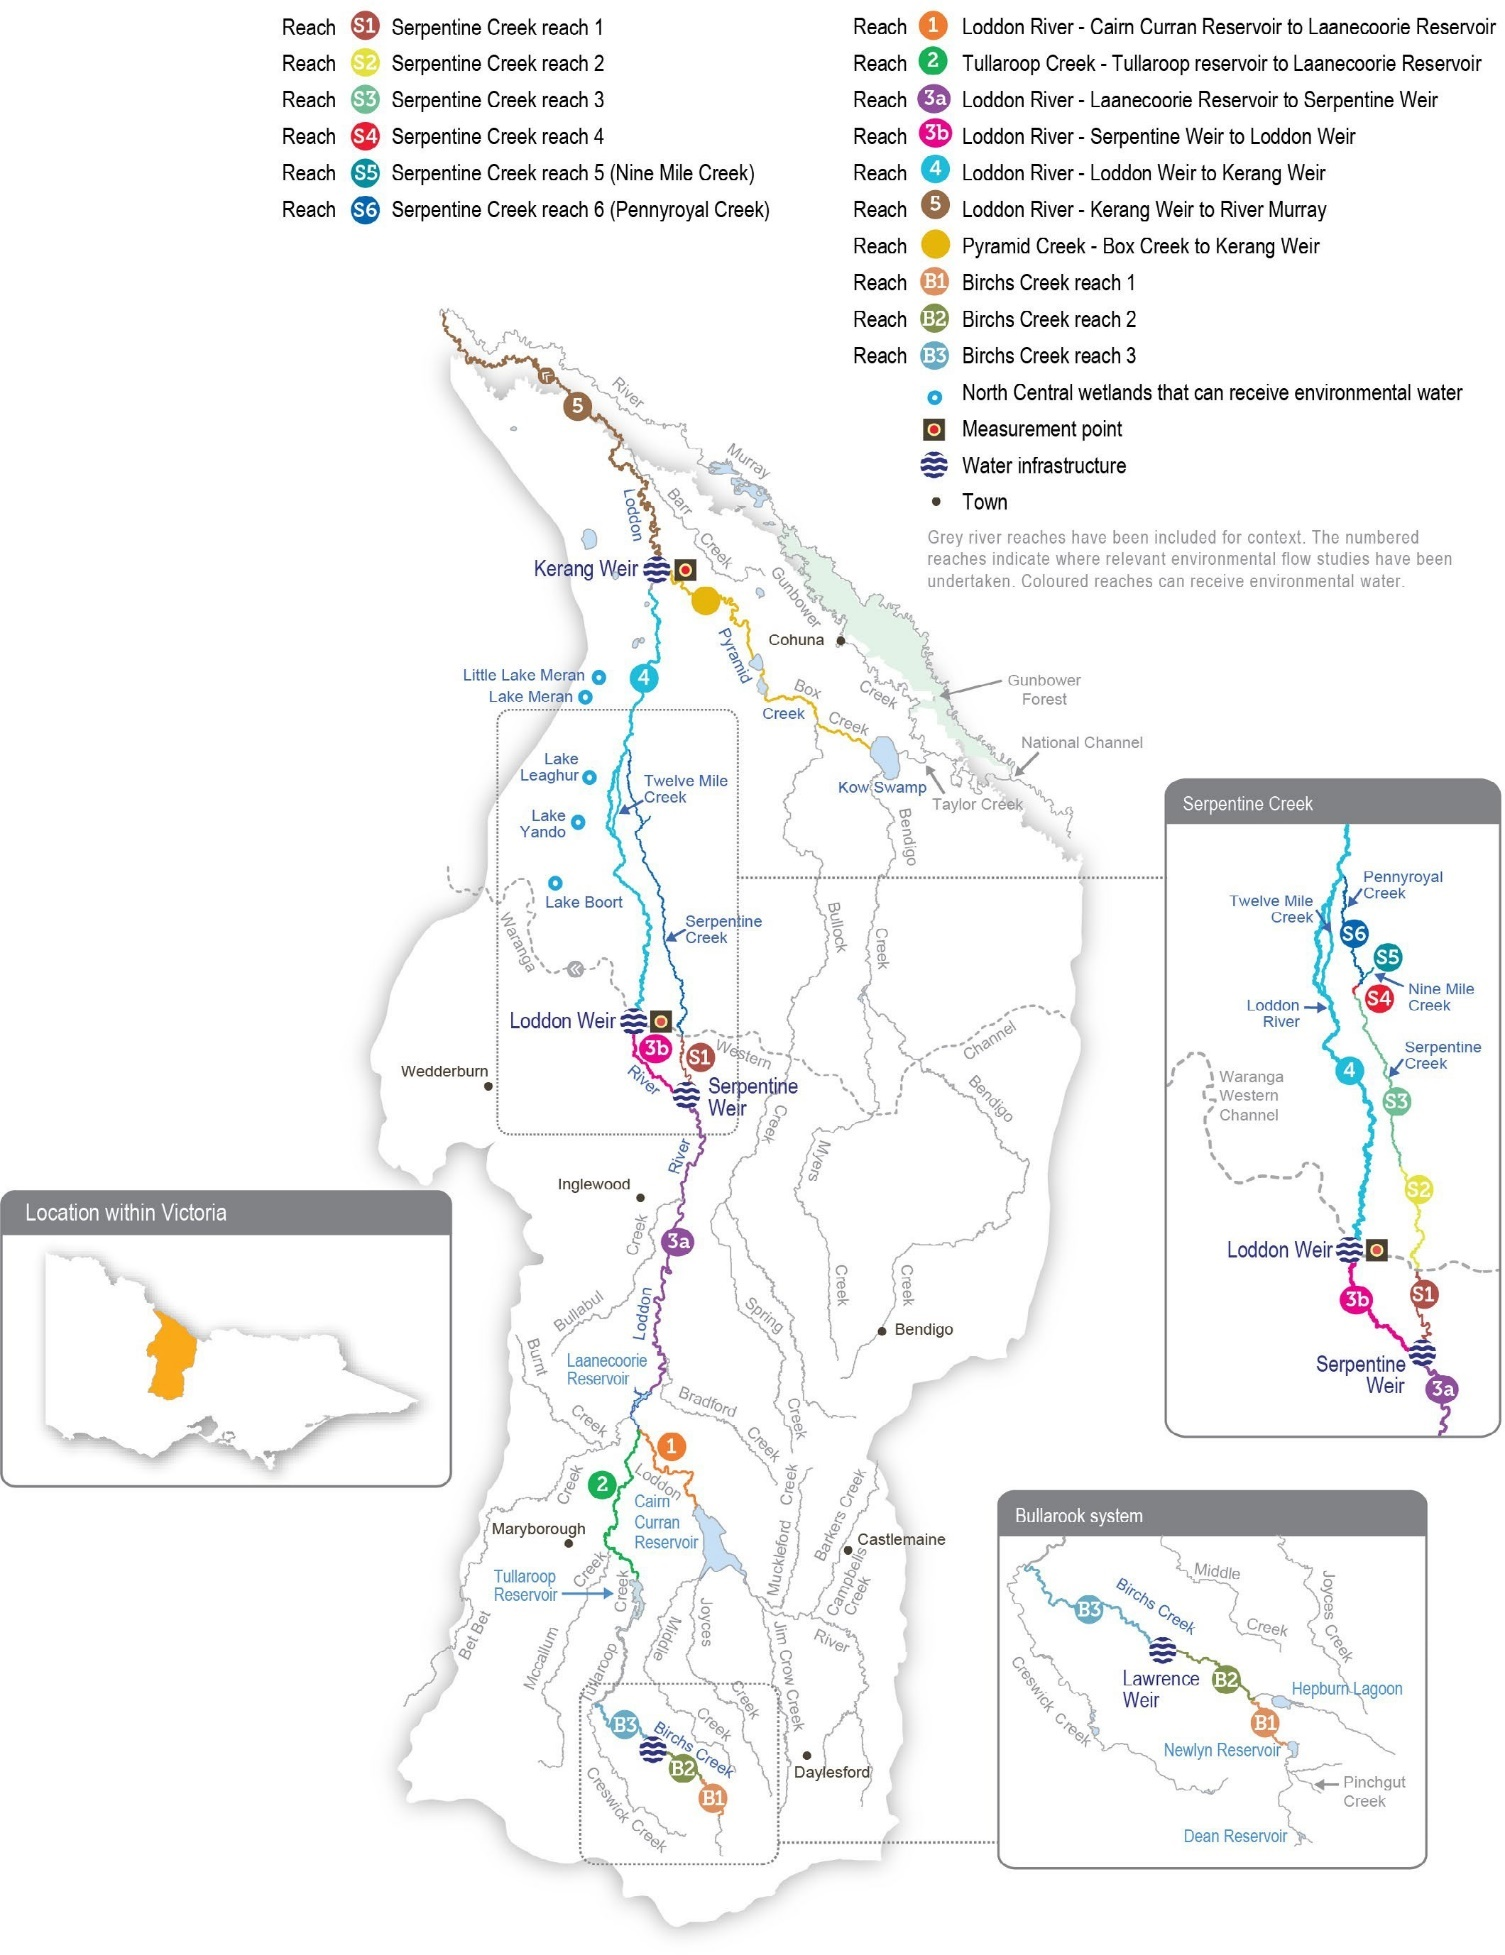 Reach S1 Serpentine Creek reach 1
Reach S2 Serpentine Creek reach 2
Reach S3 Serpentine Creek reach 3
Reach S4 Serpentine Creek reach 4
Reach S5 Serpentine Creek reach 5 (Nine Mile Creek)
Reach S6 Serpentine Creek reach 6 (Pennyroyal Creek)
Reach 1 Loddon River - Cairn Curran Reservoir to Laanecoorie Reservoir
Reach 2 Tullaroop Creek - Tullaroop reservoir to Laanecoorie Reservoir
Reach 3a Loddon River - Laanecoorie Reservoir to Serpentine Weir
Reach 3b Loddon River - Serpentine Weir to Loddon Weir
Reach 4 Loddon River - Loddon Weir to Kerang Weir
Reach 5 Loddon River - Kerang Weir to River Murray
Reach Pyramid Creek - Box Creek to Kerang Weir
Reach B1 Birchs Creek reach 1
Reach B2 Birchs Creek reach 2
Reach B3 Birchs Creek reach 3
North Central wetlands that can receive environmental water
Measurement point
Water infrastructure
Town
Grey river reaches have been included for context. The numbered
reaches indicate where relevant environmental flow studies have been
undertaken. Coloured reaches can receive environmental water.
River
5
Murray
Loddon
Barr
Creek
Kerang Weir
Gunbower
Cohuna
Pyramid
Little Lake Meran
4
Lake Meran
Box
Creek
Creek
Creek
Gunbower
Forest
National Channel
Lake
Leaghur
Twelve Mile
Creek
Kow Swamp
Taylor Creek
Lake
Yando
Bendigo
Lake Boort
Waranga
Serpentine
Creek
Bullock
Creek
Loddon Weir
3b
S1
Western
Channel
Wedderburn
River
Serpentine
Weir
Bendigo
Creek
River
Myers
Inglewood
Creek
3a
Creek
Creek
Loddon
Bullabul
Spring
Bendigo
Burnt
Laanecoorie
Reservoir
Bradford
Creek
Creek
Creek
1
2
Loddon
Creek
Creek
Cairn
Curran
Reservoir
Maryborough
Muckleford
Barkers Creek
Castlemaine
Campbells
Creek
Creek
Tullaroop
Reservoir
Creek
Joyces
Middle
Jim Crow Creek
River
Bet Bet
Mccallum
Tullaroop
Creek
Creek
B3
Birchs Creek
B2
B1
Creswick Creek
Daylesford
Location within Victoria
Serpentine Creek
Pennyroyal
Creek
Twelve Mile
Creek
S6
S5
Nine Mile
Creek
S4
Loddon
River
Serpentine
Creek
4
Waranga
Western
Channel
S3
S2
Loddon Weir
3b
S1
Serpentine
Weir
3a
Bullarook system
Middle
Creek
Joyces Creek
Birchs Creek
B3
Lawrence
Weir
B2
Hepburn Lagoon
Creswick Creek
B1
Newlyn Reservoir
Pinchgut
Creek
Dean Reservoir